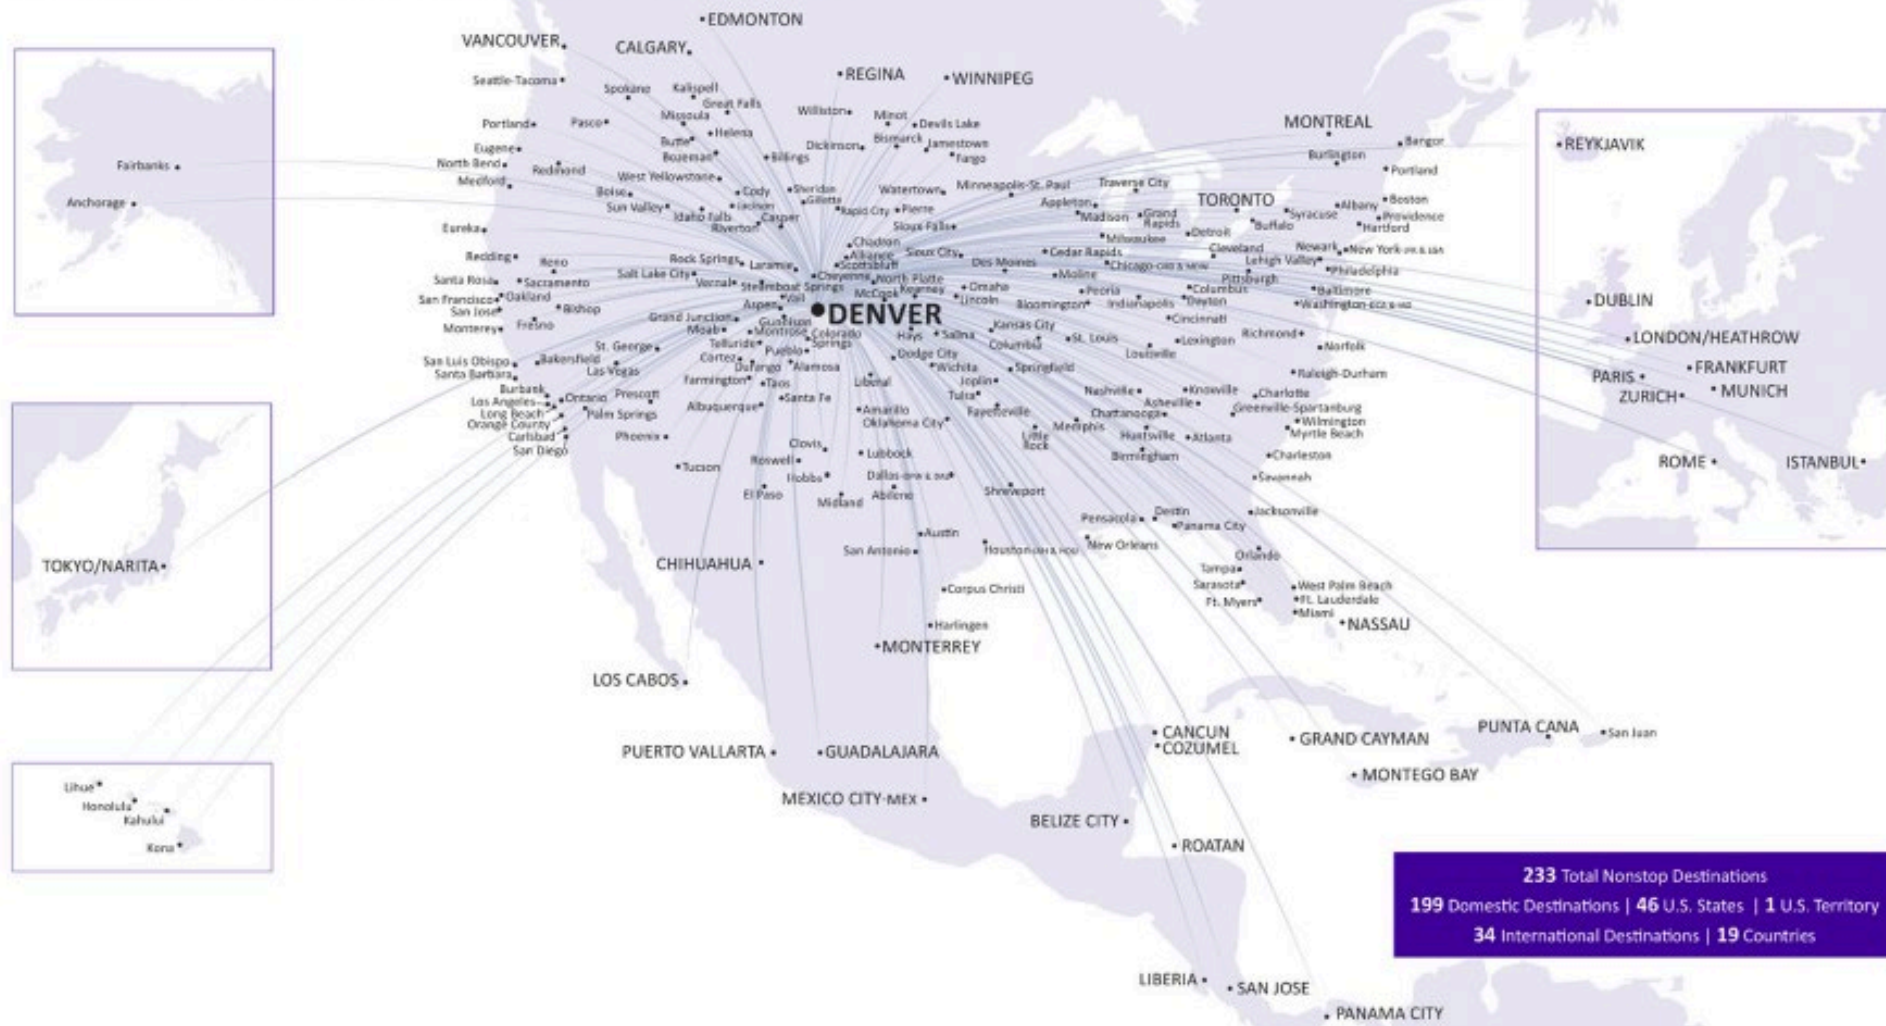 EDMONTON
VANCOUVER
CALGARY
REGINA
WINNIPEG
Seattle-Tacoma
Spokane
Kalispell
Great Falls
Williston
Minot
Devils Lake
Missoula
Portland
Pasco
Helena
Butte
Bismarck
Jamestown
Dickinson
Fargo
Bozeman
Billings
MONTREAL
Bangor
Burlington
REYKJAVIK
Eugene
North Bend
Redmond
Medford
Fairbanks
Anchorage
West Yellowstone
Boise
Sun Valley
Idaho Falls
Jackson
Cody
Sheridan
Gillette
Casper
Riverton
Watertown
Rapid City
Pierre
Sioux Falls
Minneapolis-St. Paul
Traverse City
Appleton
Madison
Grand
Rapids
TORONTO
Portland
Boston
Albany
Syracuse
Providence
Hartford
Buffalo
Detroit
Milwaukee
Eureka
Redding
Reno
Rock Springs
Laramie
Chadron
Alliance
Scottsbluff
Sioux City
Des Moines
Cedar Rapids
Cleveland
Newark
New York-JFK & LGA
Lehigh Valley
Philadelphia
Salt Lake City
Vernal
Cheyenne
North Platte
Steamboat Springs
McCook
Kearney
Omaha
Lincoln
Moline
Chicago-ORD & MDW
Pittsburgh
Peoria
Columbus
Baltimore
Bloomington
Indianapolis
Dayton
Washington-DCA & IAD
Santa Rosa
Sacramento
San Francisco
Oakland
San Jose
Bishop
Monterey
Fresno
Vail
Aspen
DENVER
Grand Junction
Gunnison
Moab
Montrose
Colorado
Springs
Hays
Salina
Kansas City
Columbia
St. Louis
Cincinnati
Lexington
Louisville
Richmond
Norfolk
DUBLIN
LONDON/HEATHROW
FRANKFURT
PARIS
MUNICH
ZURICH
ROME
ISTANBUL
San Luis Obispo
Santa Barbara
Bakersfield
St. George
Las Vegas
Telluride
Pueblo
Cortez
Durango
Alamosa
Farmington
Taos
Liberal
Dodge City
Wichita
Joplin
Springfield
Tulsa
Fayetteville
Nashville
Knoxville
Raleigh-Durham
Charlotte
Asheville
Greenville-Spartanburg
Chattanooga
Wilmington
Myrtle Beach
Burbank
Los Angeles
Ontario
Prescott
Long Beach
Orange County
Palm Springs
Carlsbad
San Diego
Phoenix
Tucson
Albuquerque
Santa Fe
Amarillo
Oklahoma City
Little
Rock
Memphis
Huntsville
Atlanta
Birmingham
Charleston
Savannah
Clovis
Roswell
Lubbock
Hobbs
El Paso
Midland
Dallas-DFW & DAL
Abilene
Shreveport
Pensacola
Destin
Panama City
Jacksonville
Austin
San Antonio
Houston-IAH & HOU
New Orleans
Orlando
Tampa
Sarasota
Ft. Myers
West Palm Beach
Ft. Lauderdale
Miami
NASSAU
TOKYO/NARITA
CHIHUAHUA
Corpus Christi
Harlingen
MONTERREY
LOS CABOS
PUERTO VALLARTA
GUADALAJARA
MEXICO CITY-MEX
CANCUN
COZUMEL
GRAND CAYMAN
PUNTA CANA
San Juan
MONTEGO BAY
BELIZE CITY
ROATAN
Lihue
Honolulu
Kahului
Kona
LIBERIA
SAN JOSE
PANAMA CITY
233 Total Nonstop Destinations
199 Domestic Destinations | 46 U.S. States | 1 U.S. Territory
34 International Destinations | 19 Countries